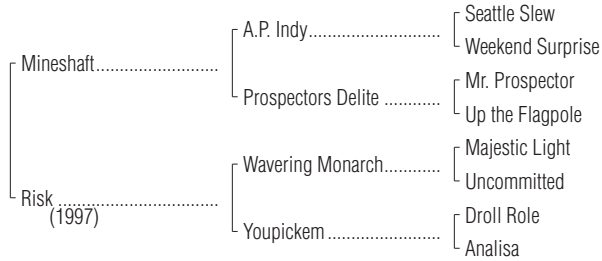 Seattle Slew
A.P. Indy
Weekend Surprise
Mineshaft
Mr. Prospector
Prospectors Delite
Up the Flagpole
Majestic Light
Wavering Monarch
Uncommitted
Risk
(1997)
Droll Role
Youpickem
Analisa